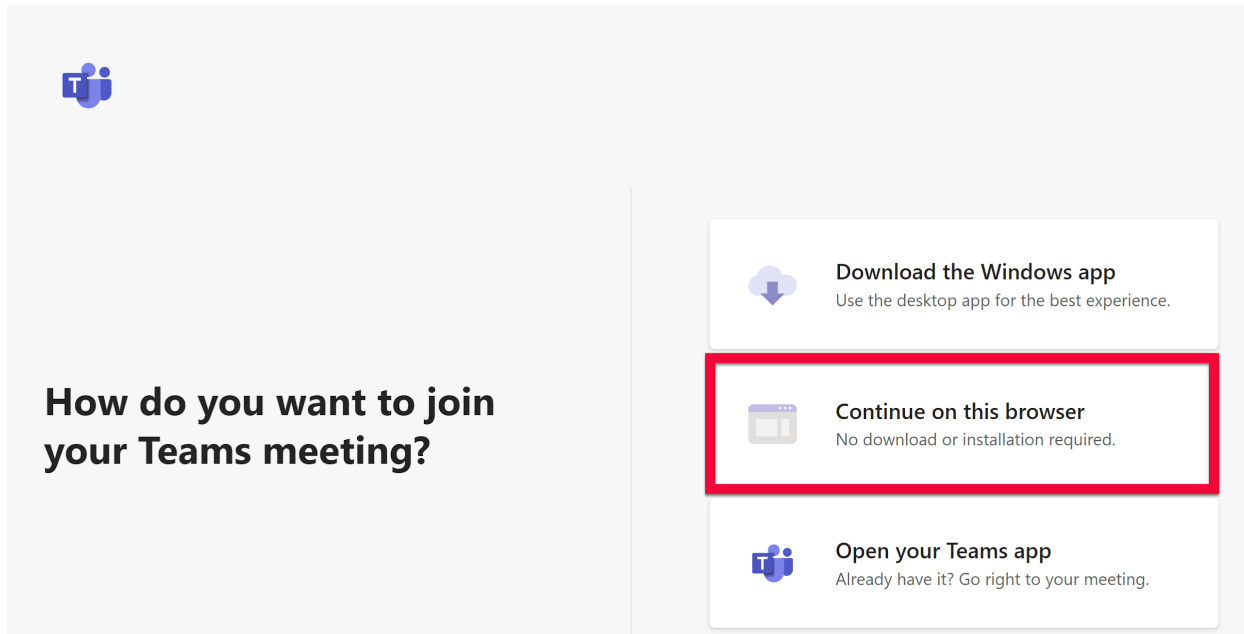 T
How do you want to join
your Teams meeting?
Download the Windows app
Use the desktop app for the best experience.
Continue on this browser
No download or installation required.
T
Open your Teams app
Already have it? Go right to your meeting.